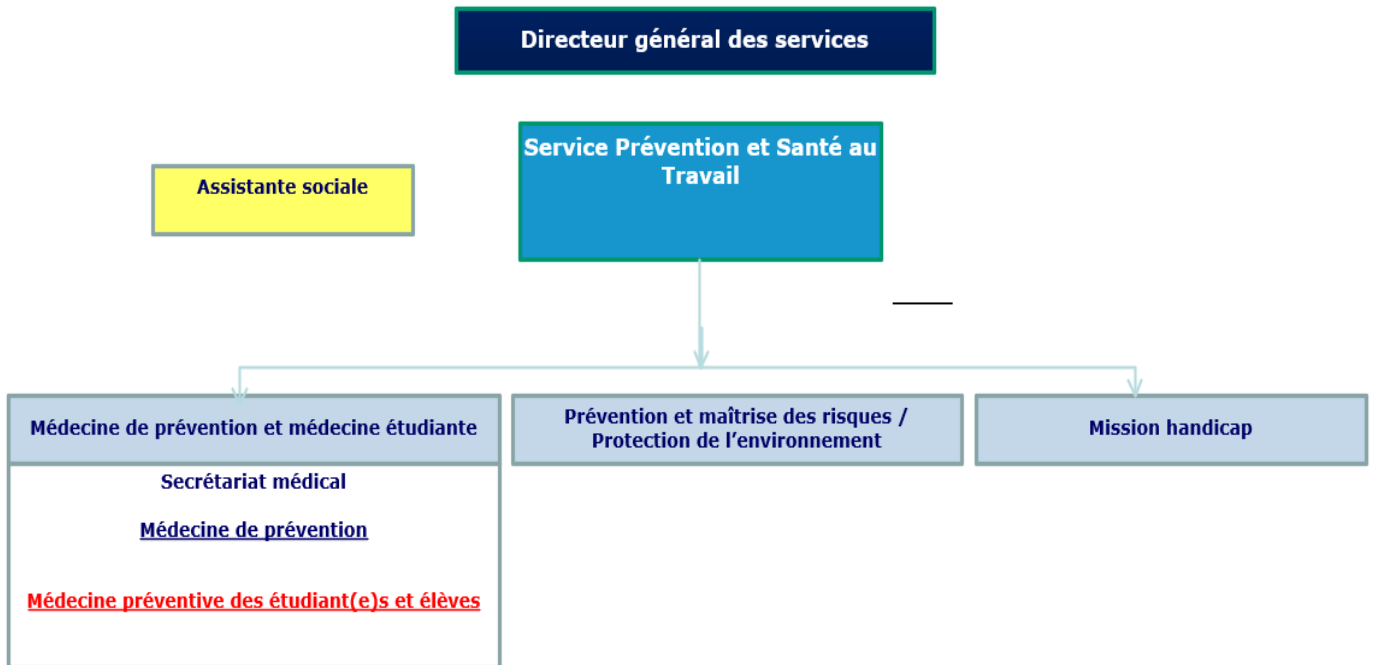 Directeur général des services
Service Prévention et Santé au
Travail
Assistante sociale
Médecine de prévention et médecine étudiante
Prévention et maîtrise des risques /
Protection de l’environnement
Mission handicap
Secrétariat médical
Médecine de prévention
Médecine préventive des étudiant(e)s et élèves